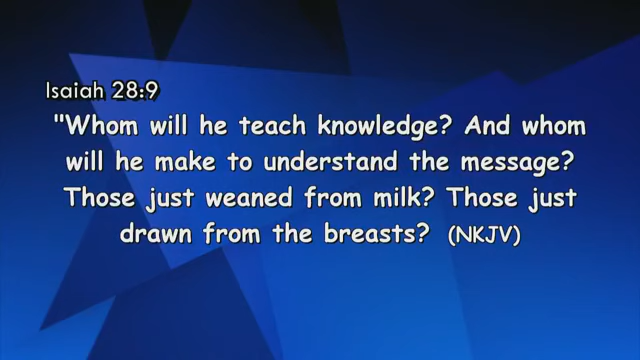 Isaiah 28:9
"Whom will he teach knowledge? And whom
will he make to understand the message?
Those just weaned from milk? Those just
drawn from the breasts? (NKJV)